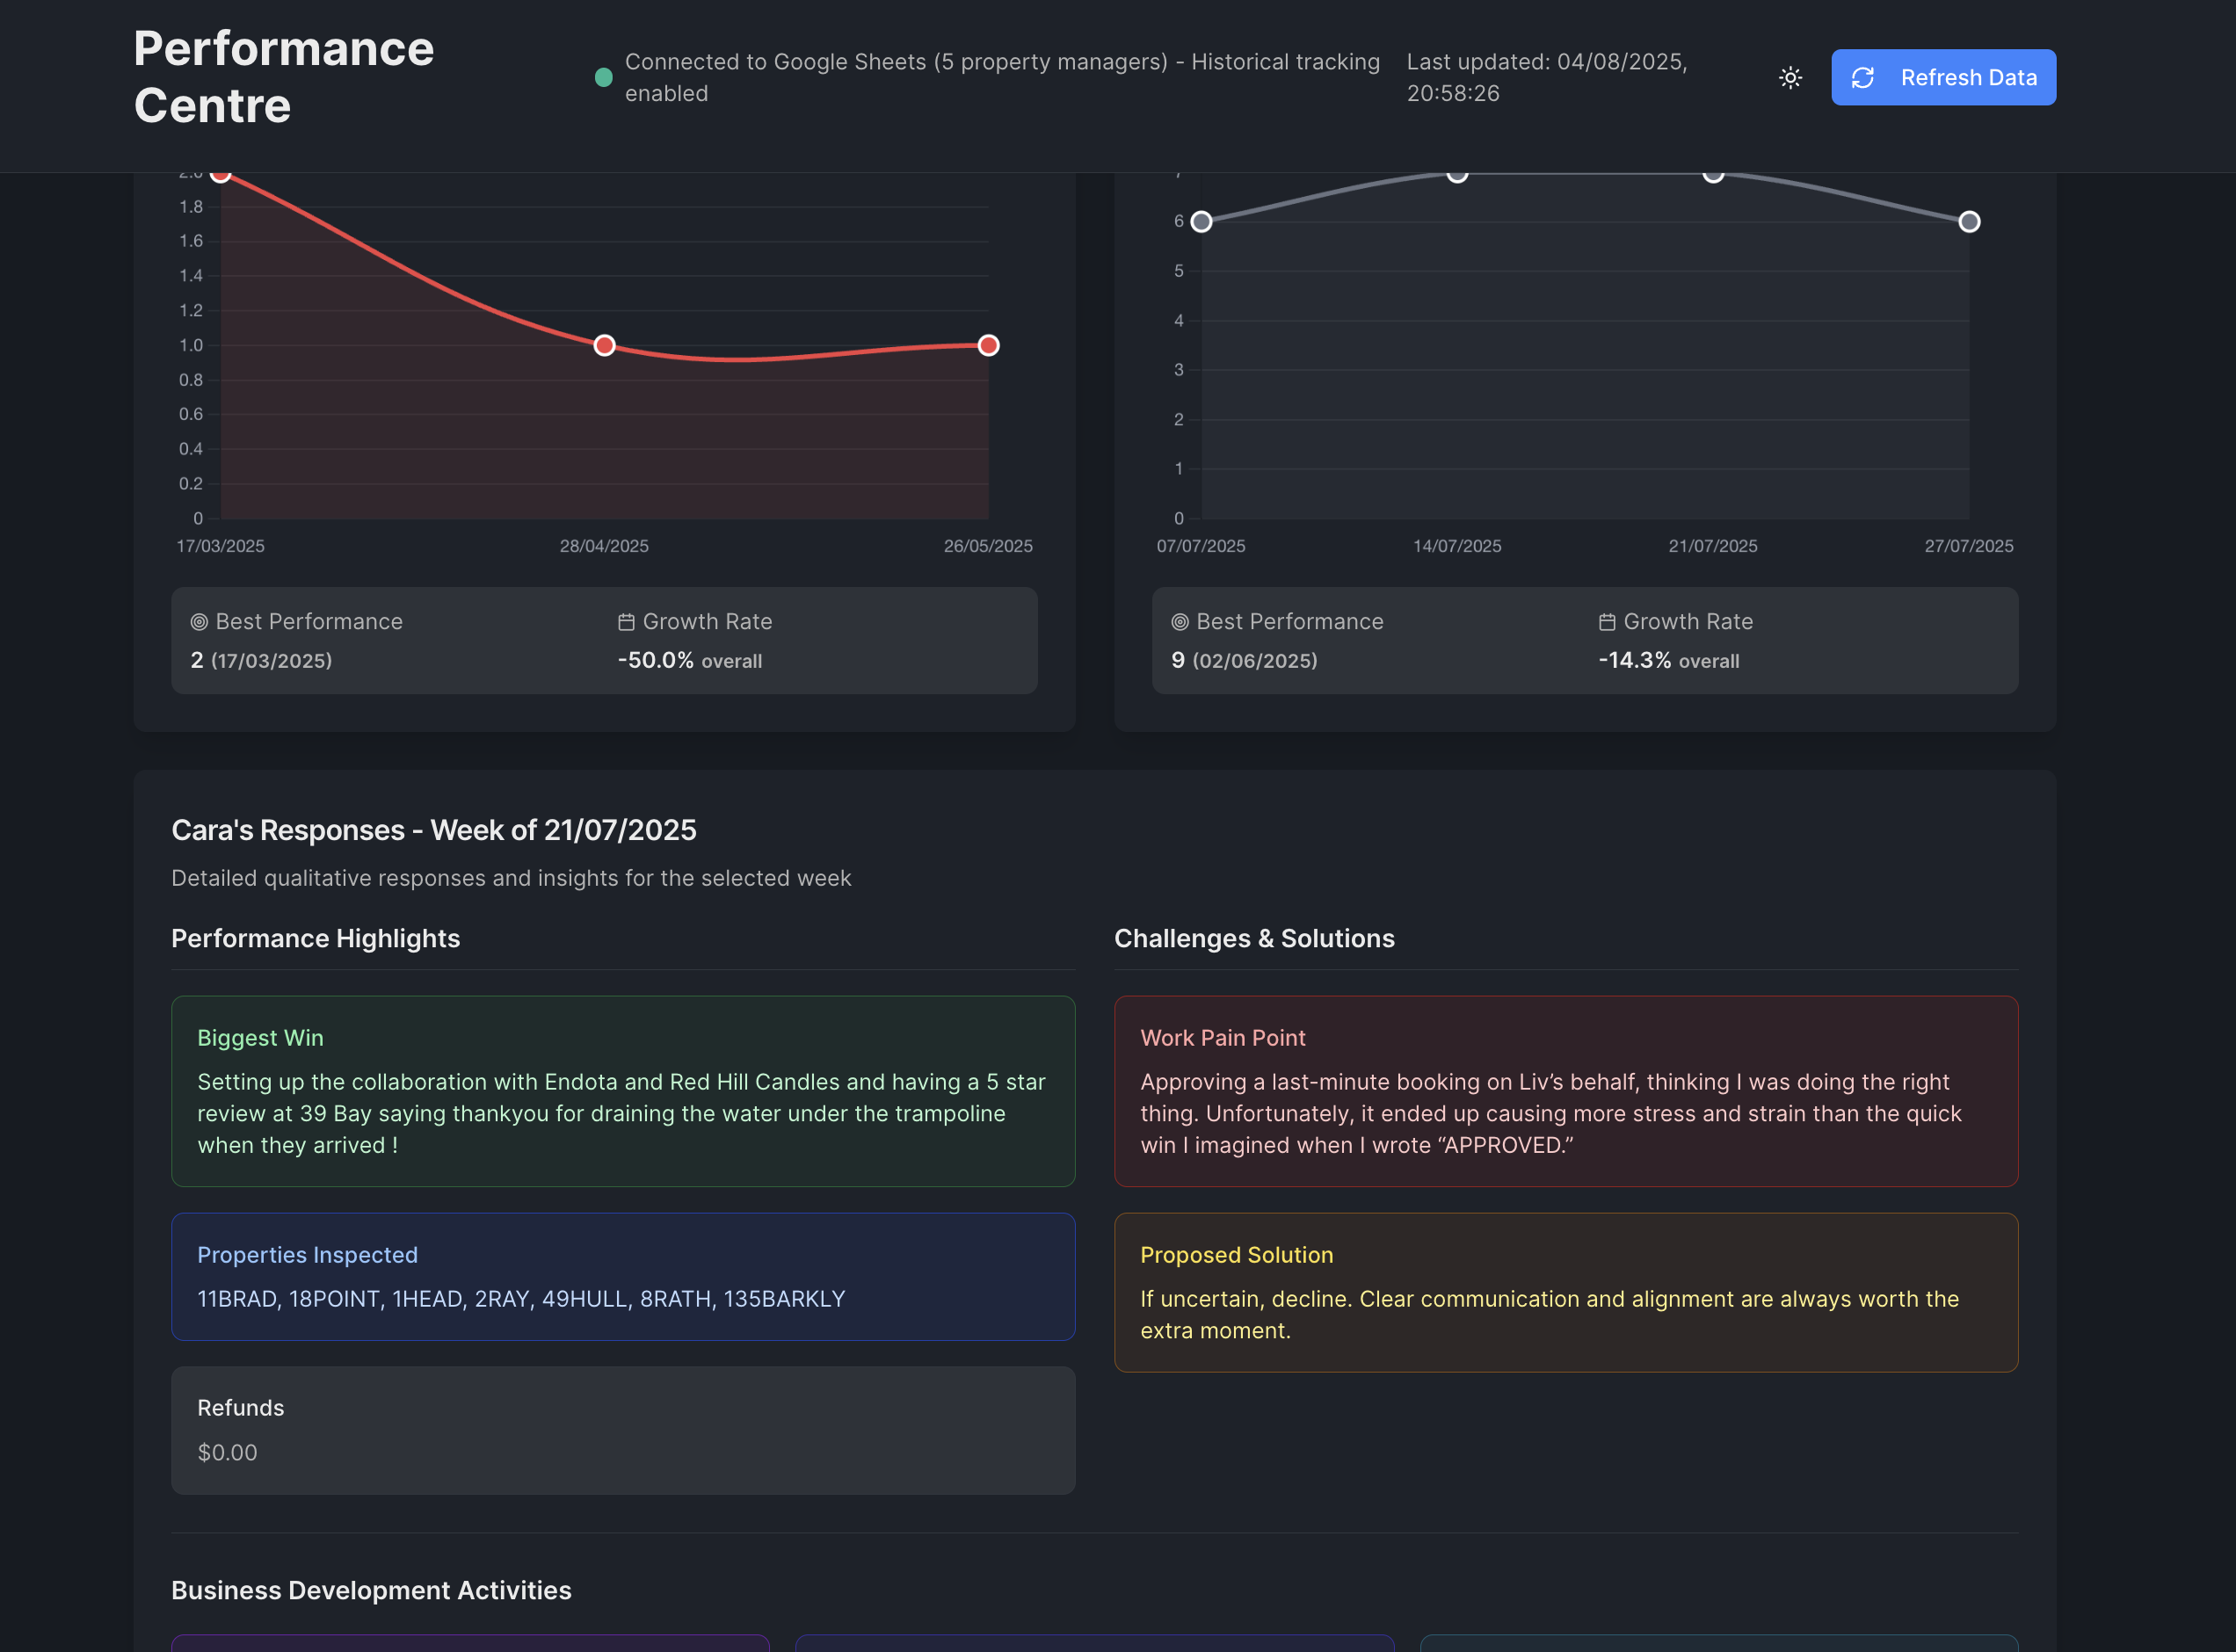 Performance
Centre
Connected to Google Sheets (5 property managers) - Historical tracking
enabled
Last updated: 04/08/2025,
20:58:26
Refresh Data
2.0
1.8
1.6
1.4
1.2
1.0
0.8
0.6
0.4
0.2
0
17/03/2025
28/04/2025
26/05/2025
Best Performance
2 (17/03/2025)
Growth Rate
-50.0% overall
7
6
5
4
3
2
1
0
07/07/2025
14/07/2025
21/07/2025
27/07/2025
Best Performance
9 (02/06/2025)
Growth Rate
-14.3% overall
Cara's Responses - Week of 21/07/2025
Detailed qualitative responses and insights for the selected week
Performance Highlights
Biggest Win
Setting up the collaboration with Endota and Red Hill Candles and having a 5 star
review at 39 Bay saying thankyou for draining the water under the trampoline
when they arrived !
Properties Inspected
11BRAD, 18POINT, 1HEAD, 2RAY, 49HULL, 8RATH, 135BARKLY
Refunds
$0.00
Challenges & Solutions
Work Pain Point
Approving a last-minute booking on Liv’s behalf, thinking I was doing the right
thing. Unfortunately, it ended up causing more stress and strain than the quick
win I imagined when I wrote “APPROVED.”
Proposed Solution
If uncertain, decline. Clear communication and alignment are always worth the
extra moment.
Business Development Activities